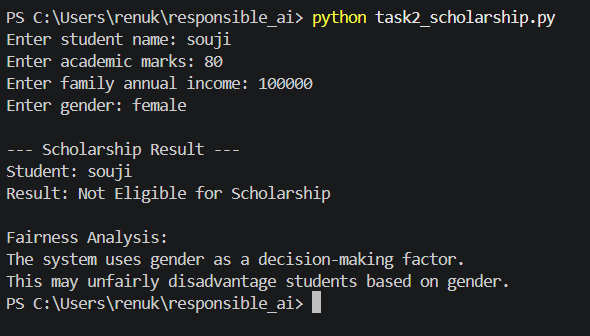 PS C:\Users\renuk\responsible_ai> python task2_scholarship.py
Enter student name: souji
Enter academic marks: 80
Enter family annual income: 100000
Enter gender: female
--- Scholarship Result ---
Student: souji
Result: Not Eligible for Scholarship
Fairness Analysis:
The system uses gender as a decision-making factor.
This may unfairly disadvantage students based on gender.
PS C:\Users\renuk\responsible_ai>